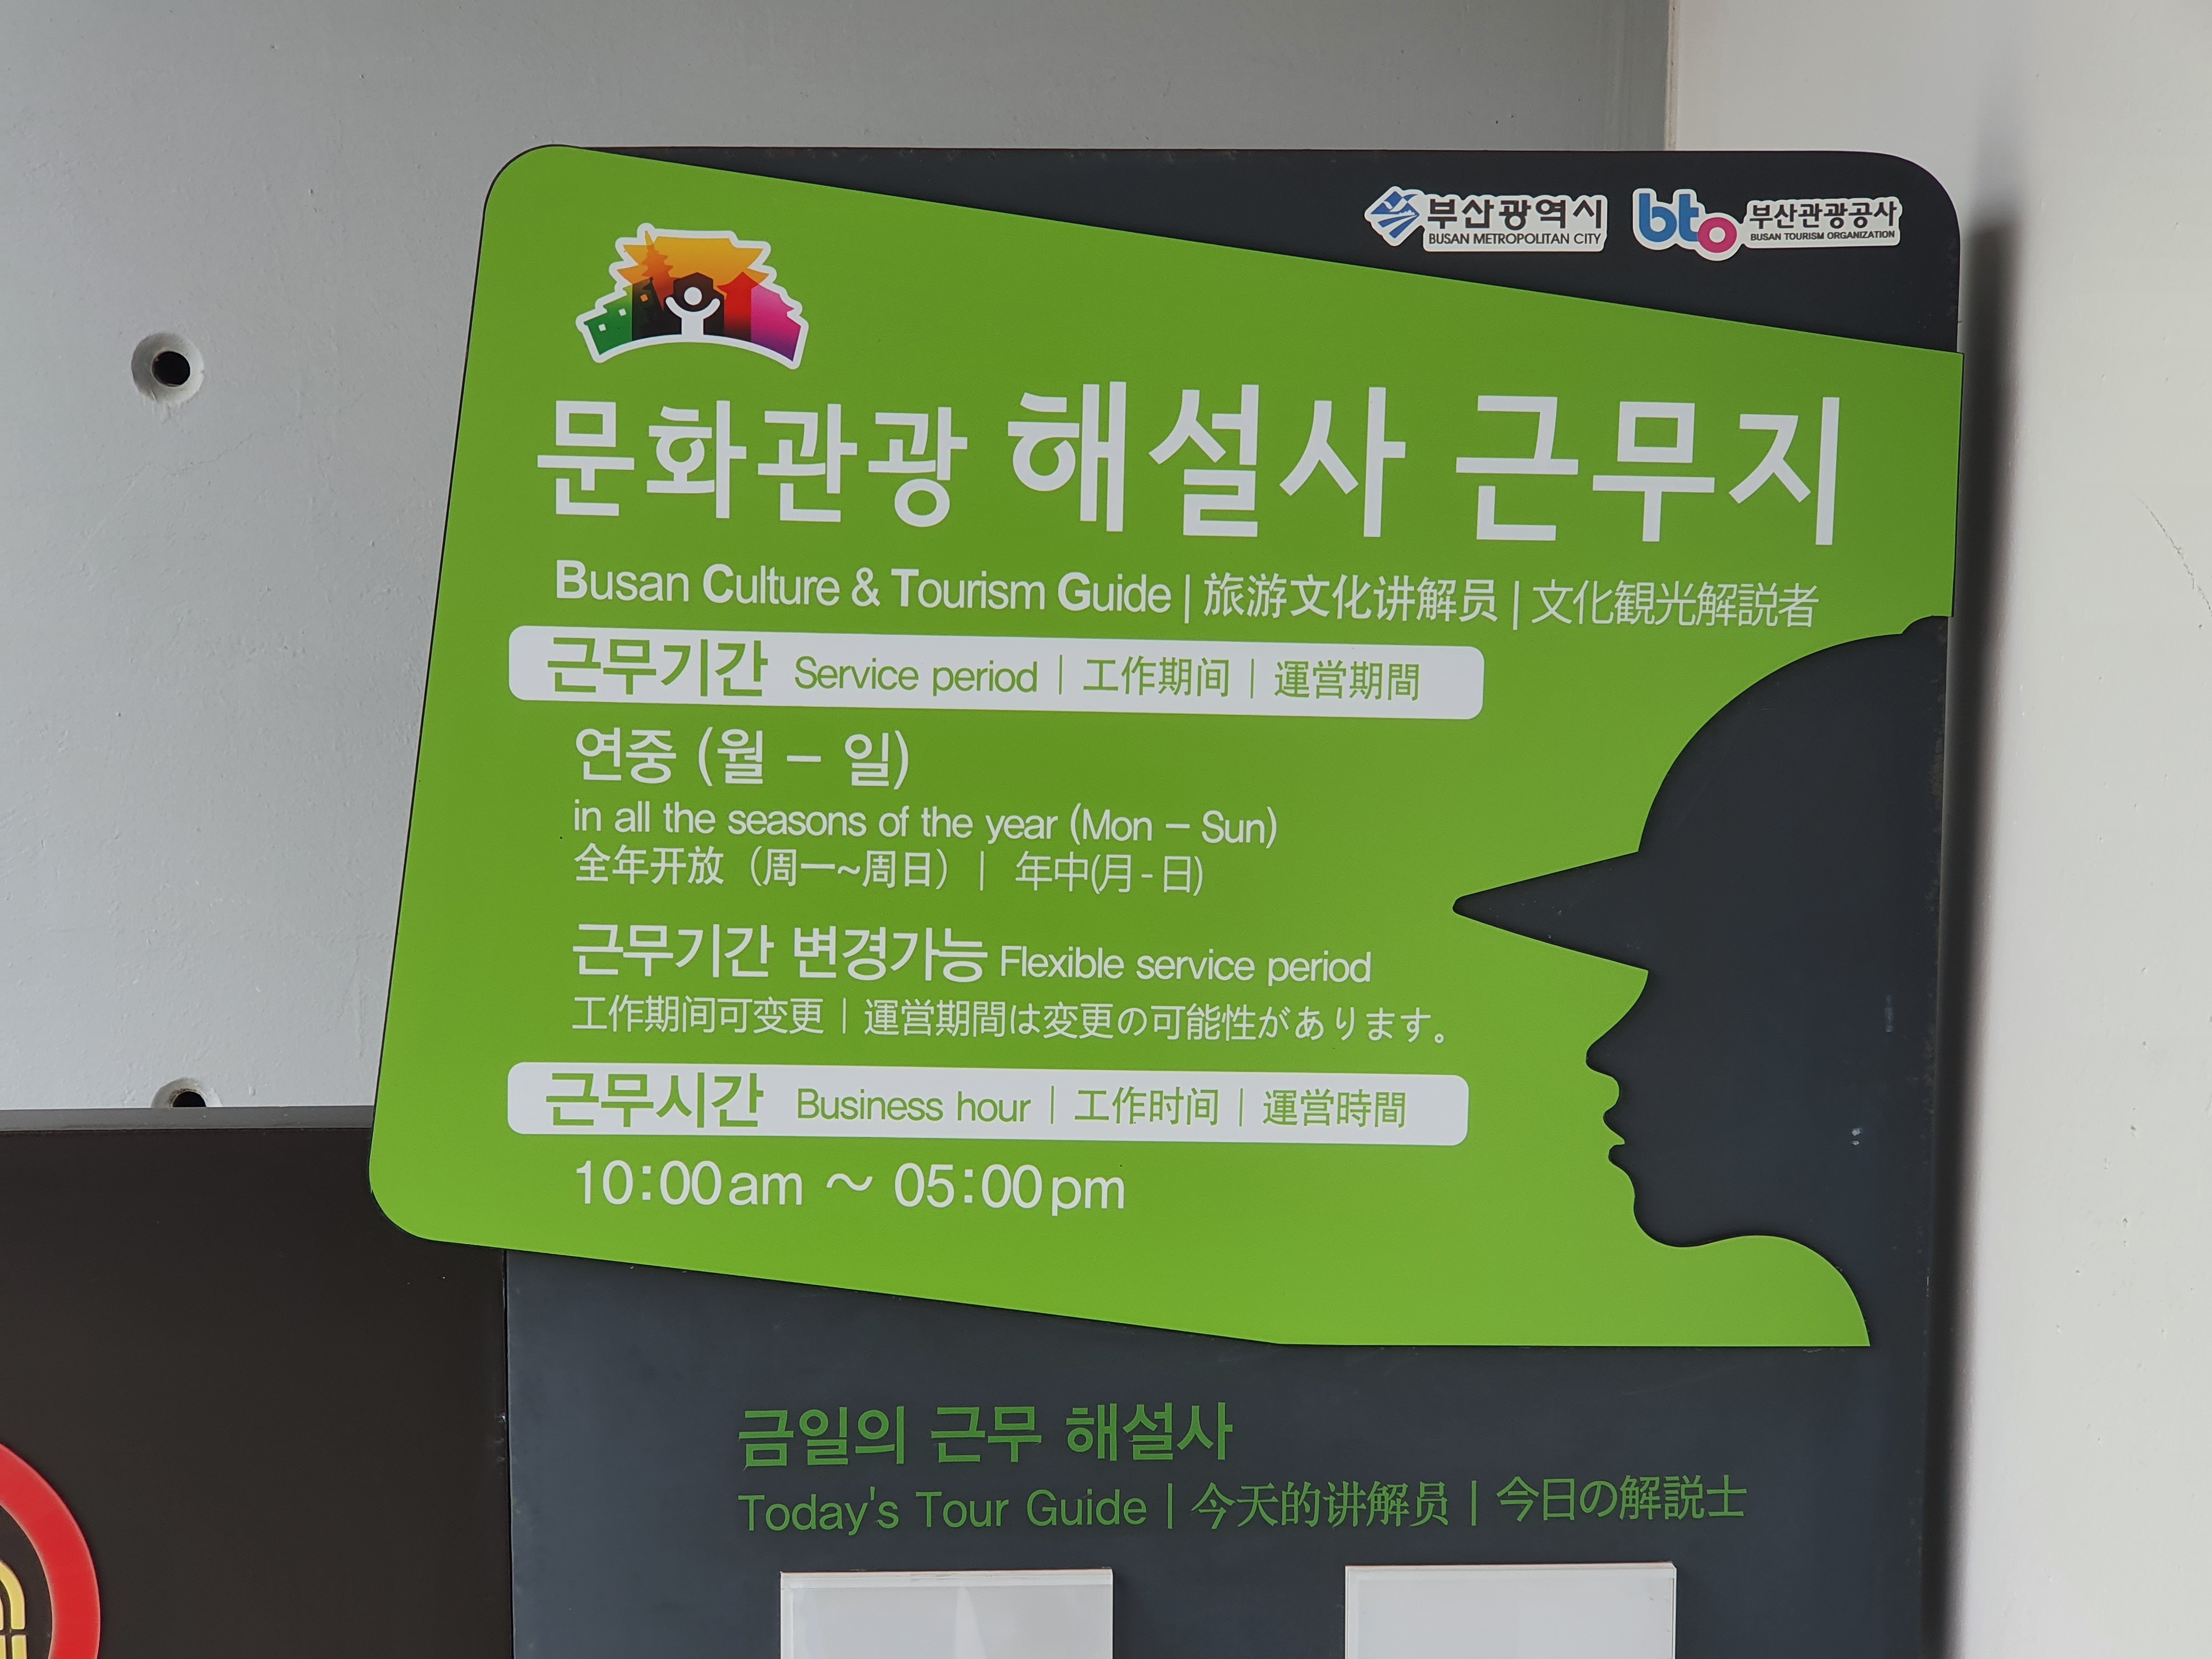 부산광역시
BUSAN METROPOLITAN CITY
bto 부산관광공사
BUSAN TOURISM ORGANIZATION
문화관광 해설사 근무지
Busan Culture & Tourism Guide | 旅游文化讲解员 | 文化観光解説者
근무기간 Service period | 工作期间 | 運営期間
연중 (월 – 일)
in all the seasons of the year (Mon – Sun)
全年开放（周一~周日）| 年中(月-日)
근무기간 변경가능 Flexible service period
工作期间可变更 | 運営期間は変更の可能性があります。
근무시간 Business hour | 工作时间 | 運営時間
10:00am ~ 05:00pm
금일의 근무 해설사
Today's Tour Guide | 今天的讲解员 | 今日の解説士